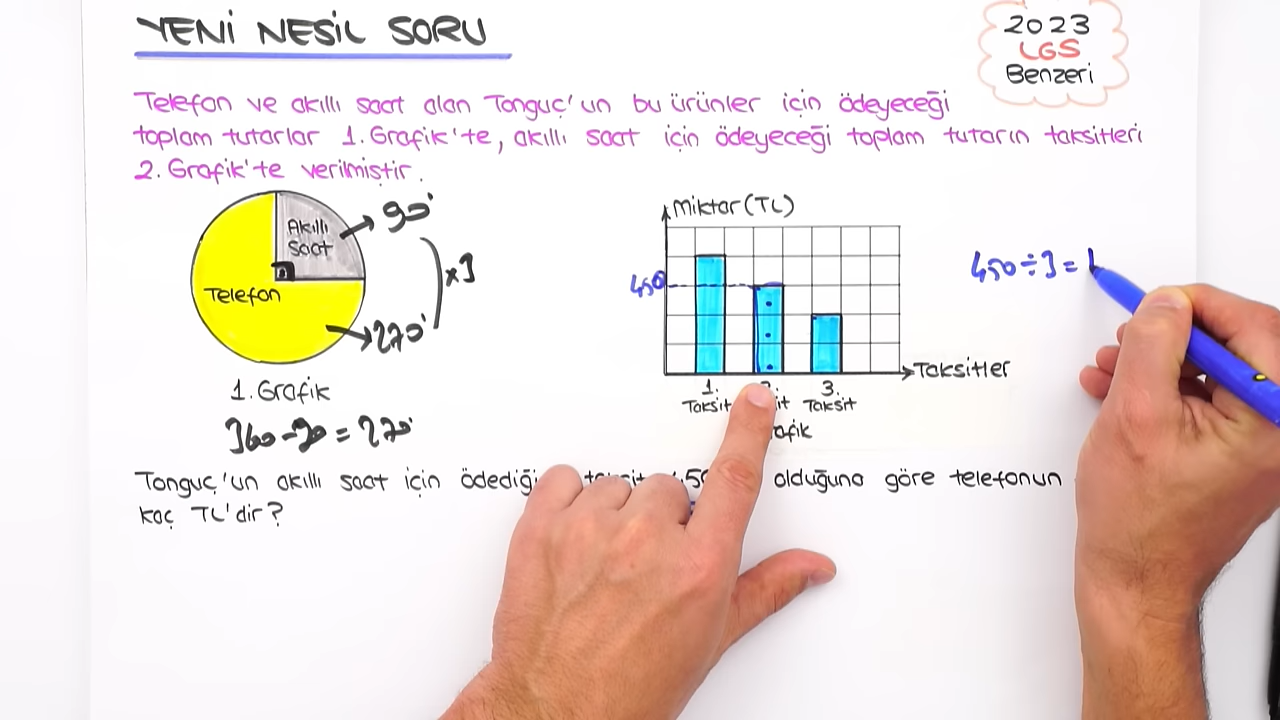 YENİ NESİL SORU
2023
LGS
Benzeri
Telefon ve akıllı saat alan Tonguç'un bu ürünler için ödeyeceği
toplam tutarlar 1. Grafik'te, akıllı saat için ödeyeceği toplam tutarın taksitleri
2. Grafik'te verilmiştir.
Akıllı
Saat
90°
Telefon
x3
270°
1. Grafik
360-90=270°
Miktar (TL)
450
Taksitler
1.
Taksit
3.
Taksit
450÷3=
Tonguç'un akıllı saat için olduğuna göre telefonun
kaç TL'dir?